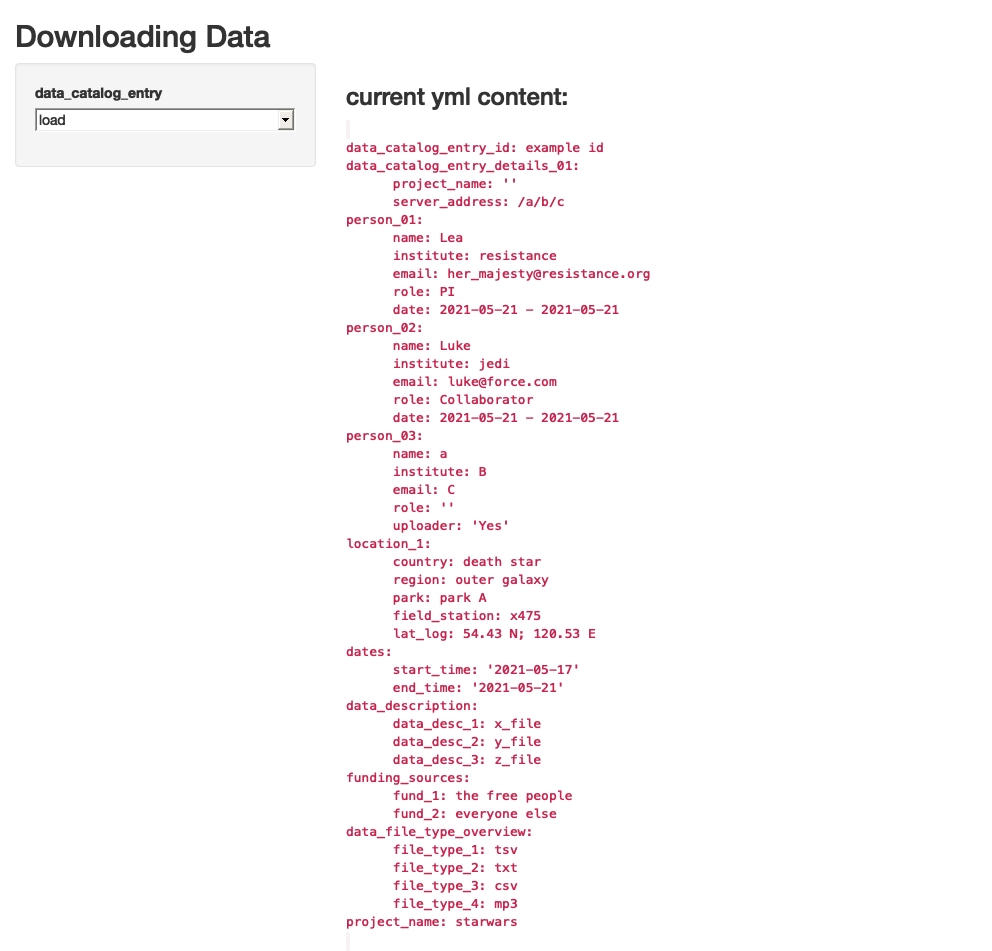 Downloading Data
data_catalog_entry
load
current yml content:
data_catalog_entry_id: example id
data_catalog_entry_details_01:
project_name: ''
server_address: /a/b/c
person_01:
name: Lea
institute: resistance
email: her_majesty@resistance.org
role: PI
date: 2021-05-21 - 2021-05-21
person_02:
name: Luke
institute: jedi
email: luke@force.com
role: Collaborator
date: 2021-05-21 - 2021-05-21
person_03:
name: a
institute: B
email: C
role: ''
uploader: 'Yes'
location_1:
country: death star
region: outer galaxy
park: park A
field_station: x475
lat_log: 54.43 N; 120.53 E
dates:
start_time: '2021-05-17'
end_time: '2021-05-21'
data_description:
data_desc_1: x_file
data_desc_2: y_file
data_desc_3: z_file
funding_sources:
fund_1: the free people
fund_2: everyone else
data_file_type_overview:
file_type_1: tsv
file_type_2: txt
file_type_3: csv
file_type_4: mp3
project_name: starwars